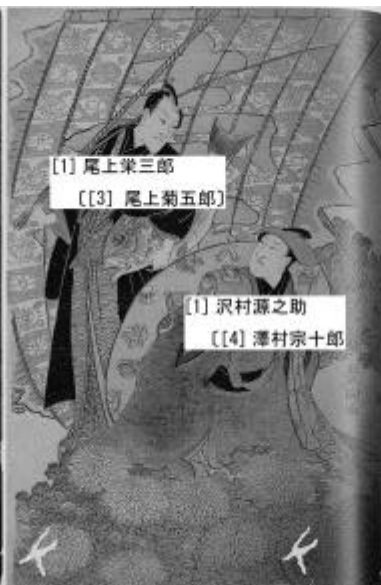 [1] 尾上栄三郎
〔[3] 尾上菊五郎〕
[1] 沢村源之助
〔[4] 澤村宗十郎